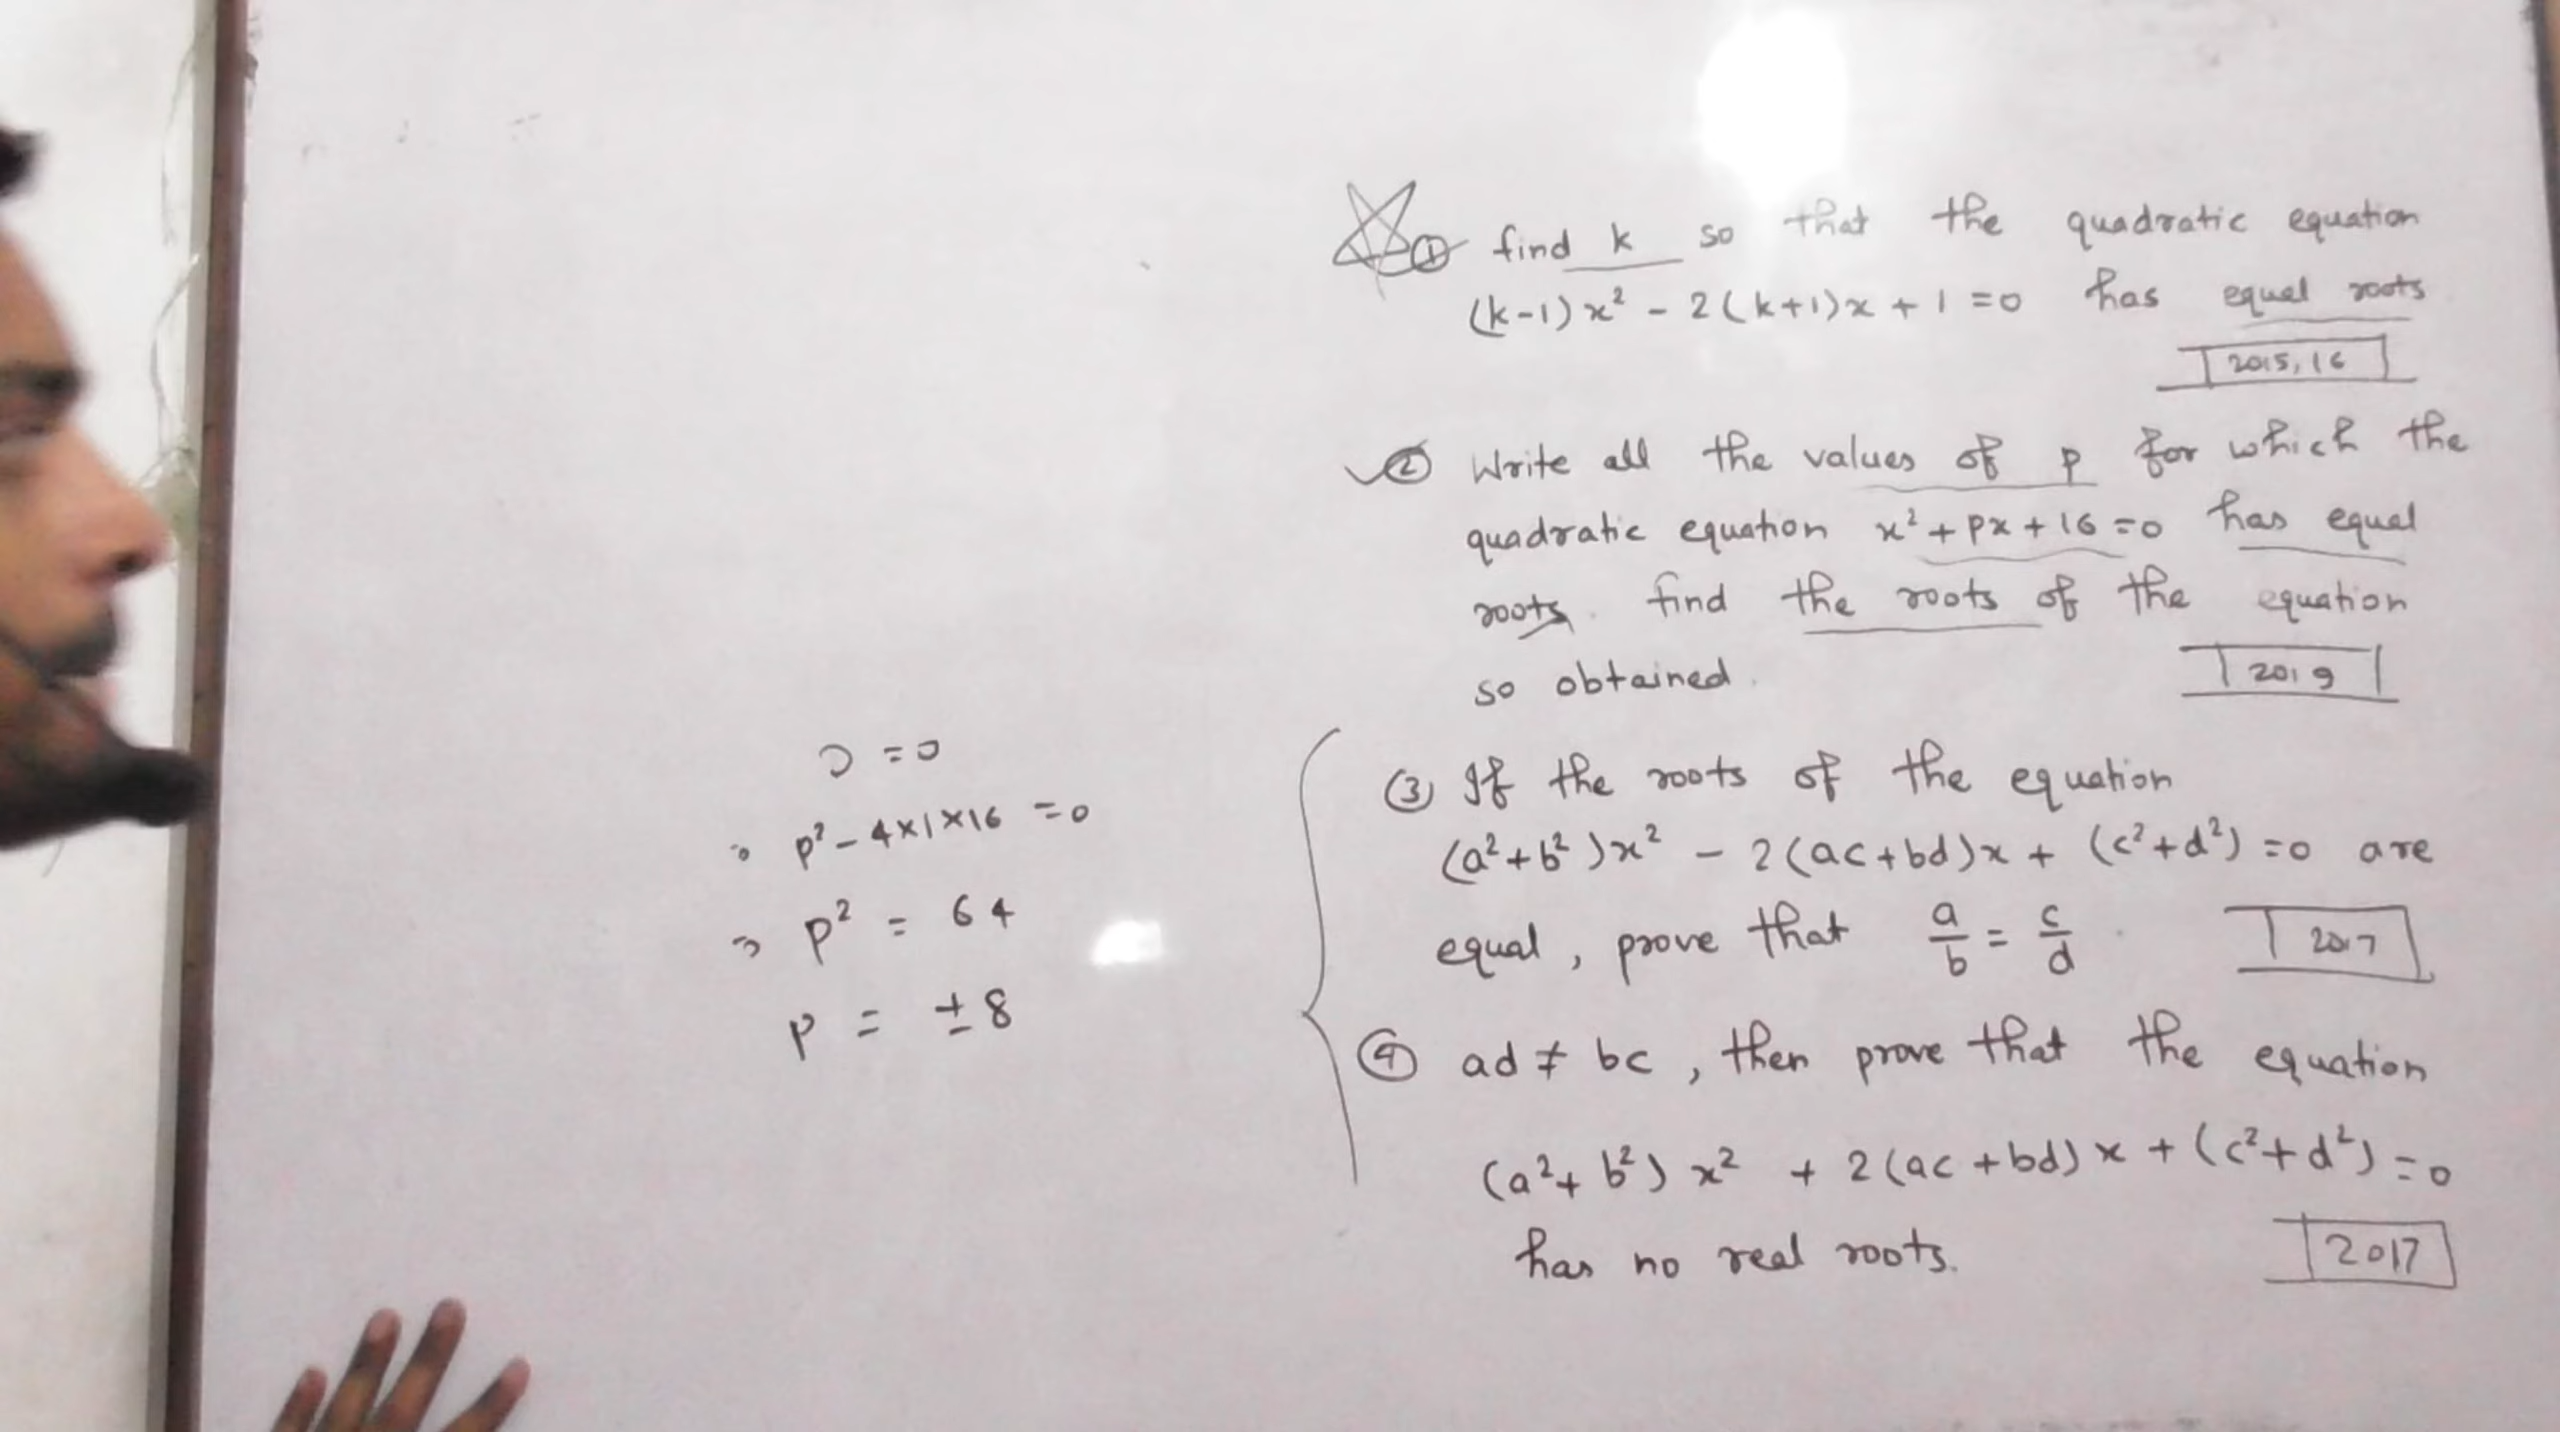 ① find k so that the quadratic equation
(k-1)x² - 2(k+1)x + 1 = 0 has equal roots
2015, 16
② Write all the values of p for which the
quadratic equation x² + px + 16 = 0 has equal
roots. find the roots of the equation
so obtained.
2019
③ If the roots of the equation
(a²+b²)x² - 2(ac+bd)x + (c²+d²) = 0 are
equal, prove that a/b = c/d.
2017
④ ad ≠ bc, then prove that the equation
(a²+b²)x² + 2(ac+bd)x + (c²+d²) = 0
has no real roots.
2017
D = 0
⇒ p² - 4×1×16 = 0
⇒ p² = 64
p = ±8